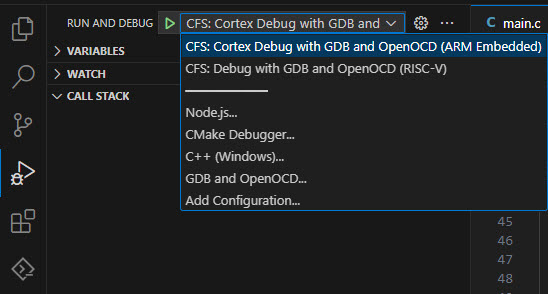 RUN AND DEBUG
CFS: Cortex Debug with GDB and
main.c
CFS: Cortex Debug with GDB and OpenOCD (ARM Embedded)
CFS: Debug with GDB and OpenOCD (RISC-V)
Node.js...
CMake Debugger...
C++ (Windows)...
GDB and OpenOCD...
Add Configuration...
VARIABLES
WATCH
CALL STACK
45
46
47
48